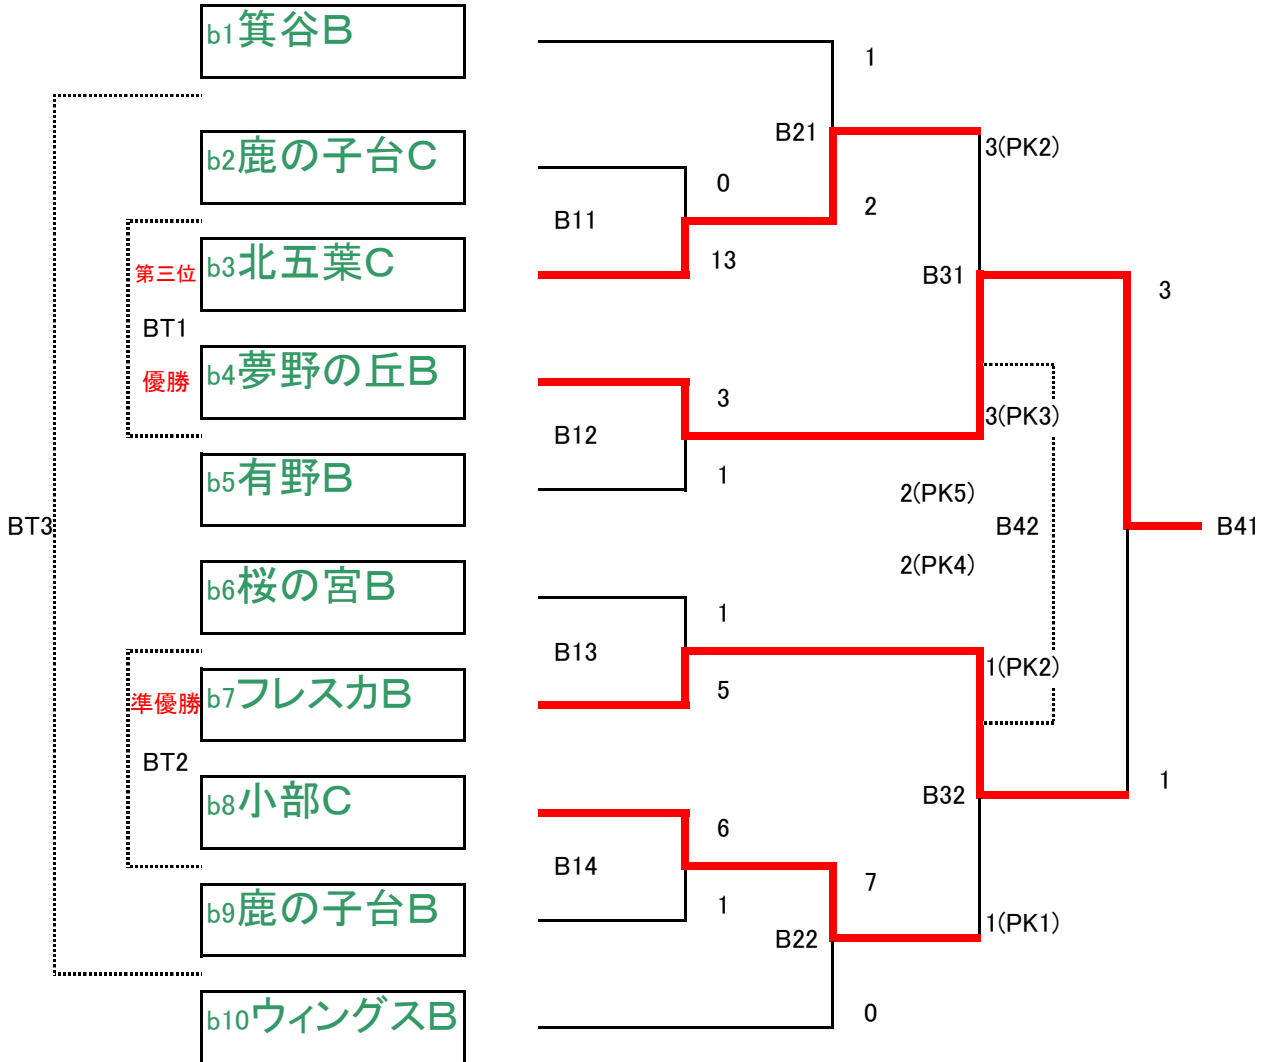 b1箕谷B
1
B21
3(PK2)
b2鹿の子台C
0
B11
2
13
第三位
b3北五葉C
B31
3
BT1
優勝
b4夢野の丘B
3
3(PK3)
B12
1
b5有野B
2(PK5)
BT3
B42
B41
2(PK4)
b6桜の宮B
1
B13
1(PK2)
5
準優勝
b7フレスカB
BT2
1
B32
b8小部C
6
B14
7
1
b9鹿の子台B
1(PK1)
B22
b10ウィングスB
0